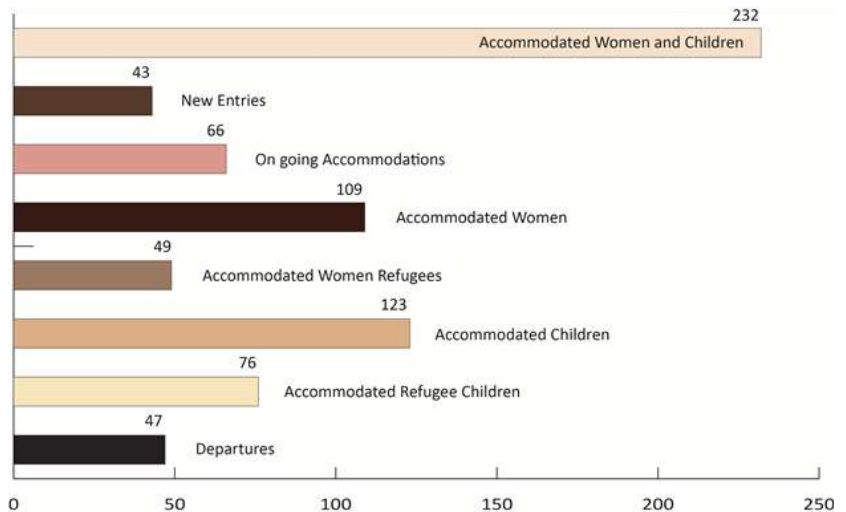 232
Accommodated Women and Children
43
New Entries
66
On going Accommodations
109
Accommodated Women
49
Accommodated Women Refugees
123
Accommodated Children
76
Accommodated Refugee Children
47
Departures
0 50 100 150 200 250